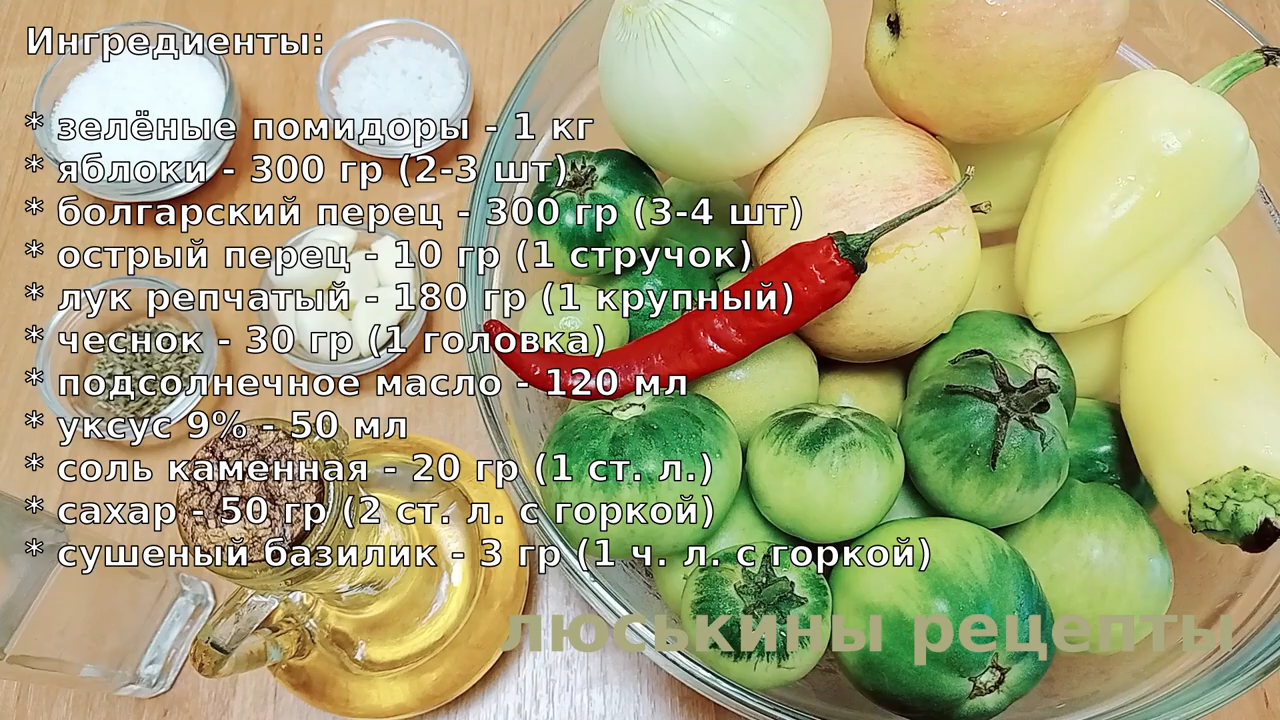 Ингредиенты:
* зелёные помидоры - 1 кг
* яблоки - 300 гр (2-3 шт)
* болгарский перец - 300 гр (3-4 шт)
* острый перец - 10 гр (1 стручок)
* лук репчатый - 180 гр (1 крупный)
* чеснок - 30 гр (1 головка)
* подсолнечное масло - 120 мл
* уксус 9% - 50 мл
* соль каменная - 20 гр (1 ст. л.)
* сахар - 50 гр (2 ст. л. с горкой)
* сушеный базилик - 3 гр (1 ч. л. с горкой)
люськины рецепты